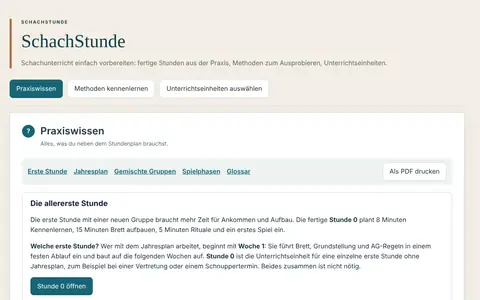 SCHACHSTUNDE
SchachStunde
Schachunterricht einfach vorbereiten: fertige Stunden aus der Praxis, Methoden zum Ausprobieren, Unterrichtseinheiten.
Praxiswissen
Methoden kennenlernen
Unterrichtseinheiten auswählen
?
Praxiswissen
Alles, was du neben dem Stundenplan brauchst.
Erste Stunde
Jahresplan
Gemischte Gruppen
Spielphasen
Glossar
Als PDF drucken
Die allererste Stunde
Die erste Stunde mit einer neuen Gruppe braucht mehr Zeit für Ankommen und Aufbau. Die fertige Stunde 0 plant 8 Minuten
Kennenlernen, 15 Minuten Brett aufbauen, 5 Minuten Rituale und ein erstes Spiel ein.
Welche erste Stunde? Wer mit dem Jahresplan arbeitet, beginnt mit Woche 1: Sie führt Brett, Grundstellung und AG-Regeln in einem
festen Ablauf ein und baut auf die folgenden Wochen auf. Stunde 0 ist die Unterrichtseinheit für eine einzelne erste Stunde ohne
Jahresplan, zum Beispiel bei einer Vertretung oder einem Schnuppertermin. Beides zusammen ist nicht nötig.
Stunde 0 öffnen